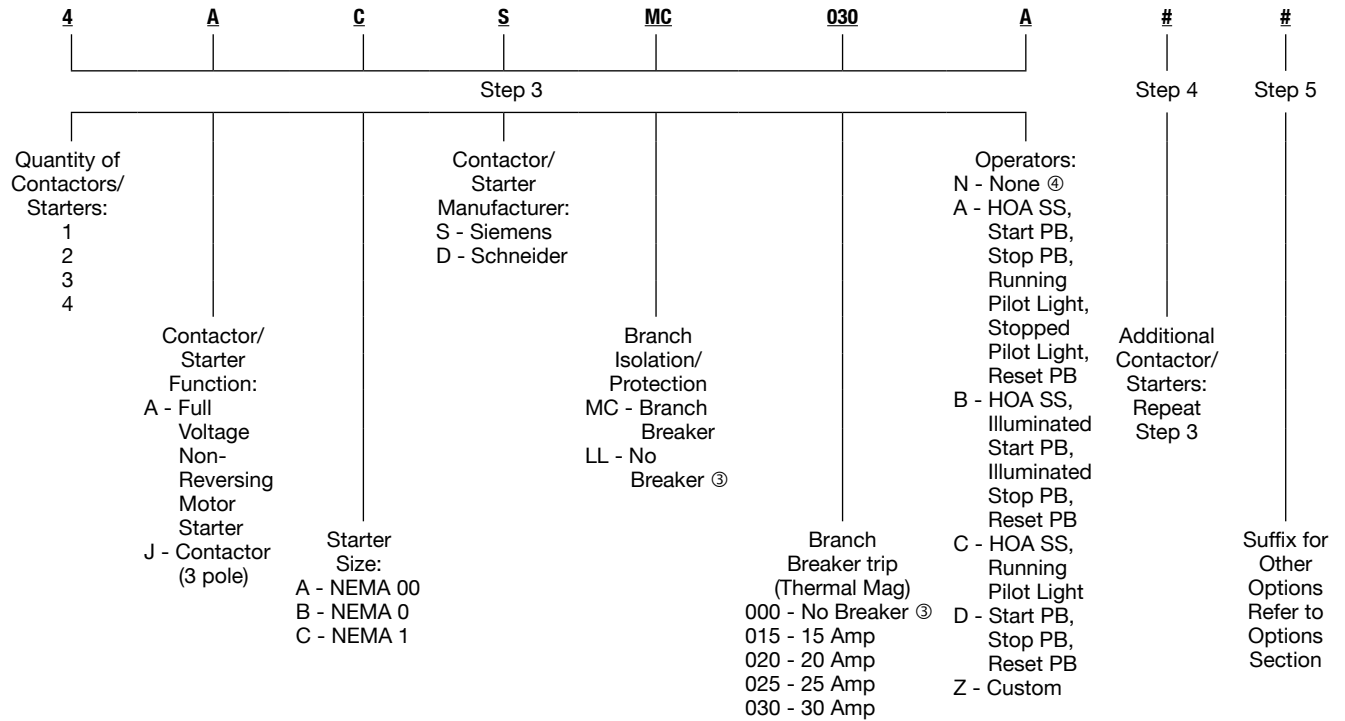 4 A C S MC 030 A # #
Step 3
Step 4
Step 5
Quantity of
Contactors/
Starters:
1
2
3
4
Contactor/
Starter
Function:
A - Full
Voltage
Non-
Reversing
Motor
Starter
J - Contactor
(3 pole)
Starter
Size:
A - NEMA 00
B - NEMA 0
C - NEMA 1
Contactor/
Starter
Manufacturer:
S - Siemens
D - Schneider
Branch
Isolation/
Protection
MC - Branch
Breaker
LL - No
Breaker ③
Branch
Breaker trip
(Thermal Mag)
000 - No Breaker ③
015 - 15 Amp
020 - 20 Amp
025 - 25 Amp
030 - 30 Amp
Operators:
N - None ④
A - HOA SS,
Start PB,
Stop PB,
Running
Pilot Light,
Stopped
Pilot Light,
Reset PB
B - HOA SS,
Illuminated
Start PB,
Illuminated
Stop PB,
Reset PB
C - HOA SS,
Running
Pilot Light
D - Start PB,
Stop PB,
Reset PB
Z - Custom
Additional
Contactor/
Starters:
Repeat
Step 3
Suffix for
Other
Options
Refer to
Options
Section